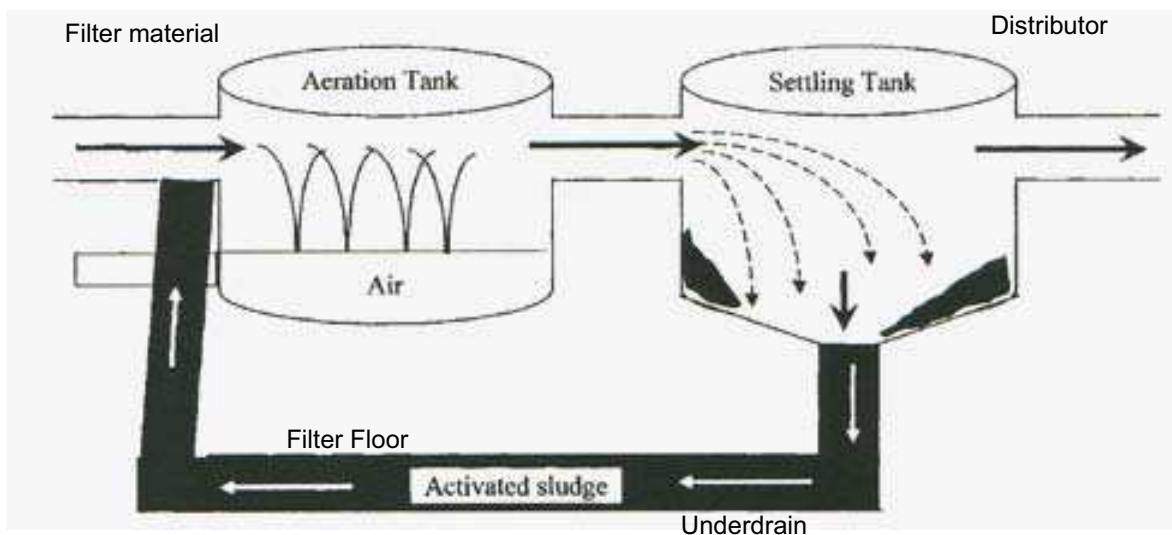 Filter material
Distributor
Aeration Tank
Settling Tank
Air
Filter Floor
Activated sludge
Underdrain